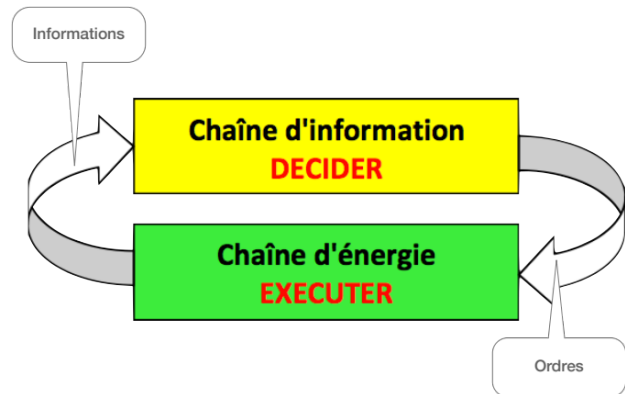 Informations
Chaîne d'information
DECIDER
Chaîne d'énergie
EXECUTER
Ordres